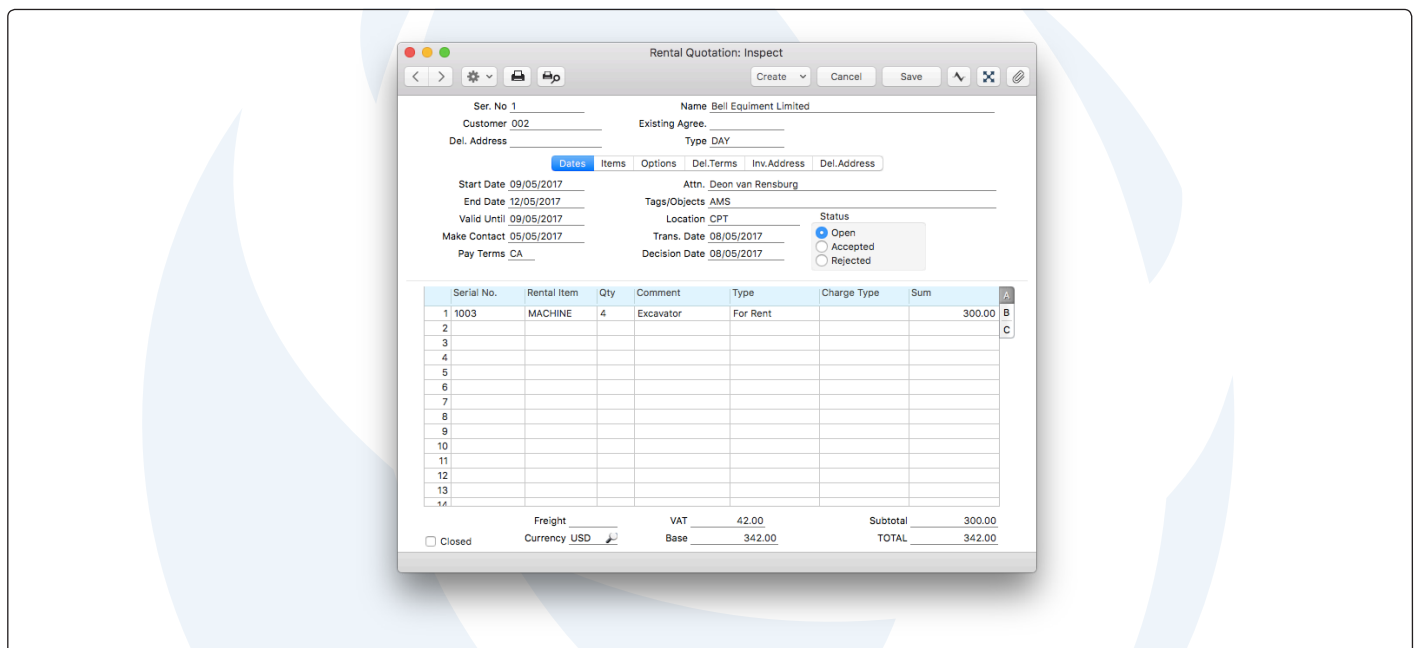 Rental Quotation: Inspect
Create Cancel Save
Ser. No 1 Name Bell Equiment Limited
Customer 002 Existing Agree.
Del. Address Type DAY
Dates Items Options Del.Terms Inv.Address Del.Address
Start Date 09/05/2017 Attn. Deon van Rensburg
End Date 12/05/2017 Tags/Objects AMS
Valid Until 09/05/2017 Location CPT Status
Make Contact 05/05/2017 Trans. Date 08/05/2017 Open
Accepted
Pay Terms CA Decision Date 08/05/2017 Rejected
Serial No. Rental Item Qty Comment Type Charge Type Sum A
1 1003 MACHINE 4 Excavator For Rent 300.00 B
2 C
3
4
5
6
7
8
9
10
11
12
13
14
Freight VAT 42.00 Subtotal 300.00
Closed Currency USD Base 342.00 TOTAL 342.00